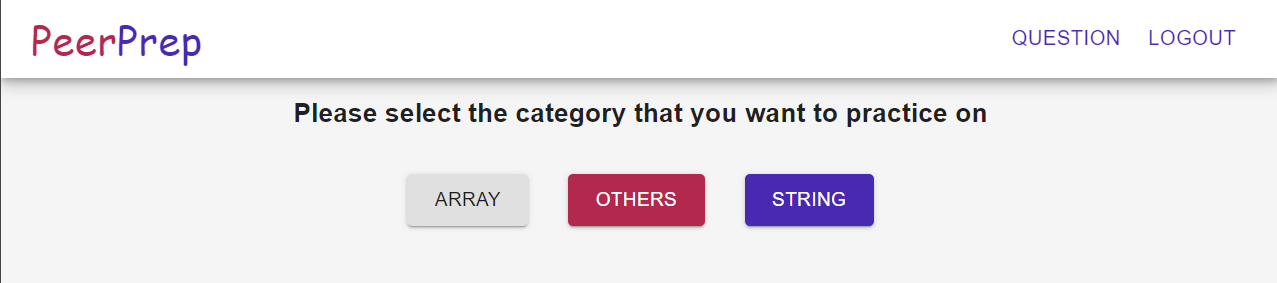 PeerPrep QUESTION LOGOUT
Please select the category that you want to practice on
ARRAY OTHERS STRING